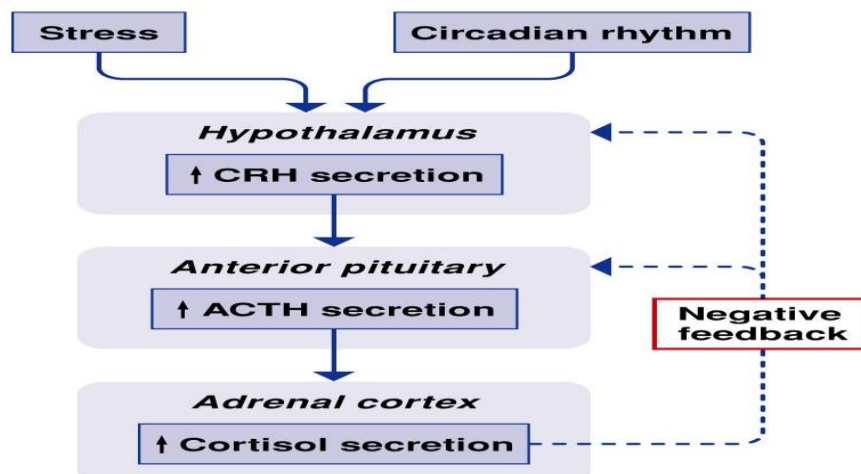 Stress
Circadian rhythm
Hypothalamus
↑ CRH secretion
Anterior pituitary
↑ ACTH secretion
Negative
feedback
Adrenal cortex
↑ Cortisol secretion